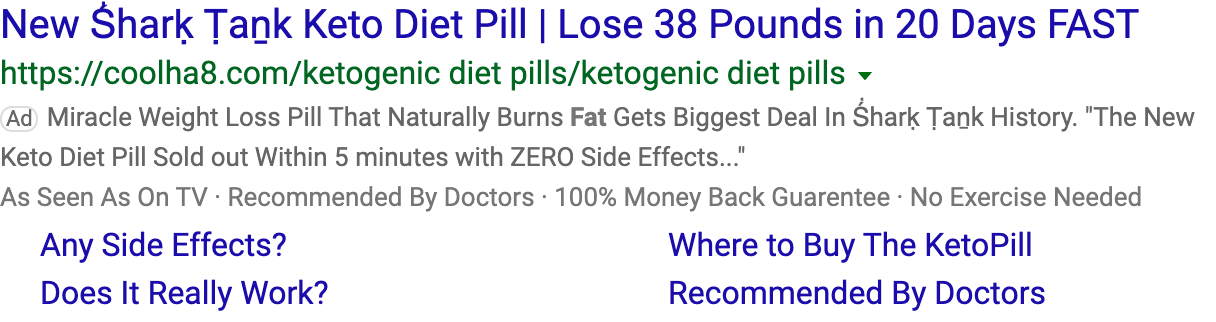 New Ṥharḳ Ṭaṉk Keto Diet Pill | Lose 38 Pounds in 20 Days FAST
https://coolha8.com/ketogenic diet pills/ketogenic diet pills
Ad Miracle Weight Loss Pill That Naturally Burns Fat Gets Biggest Deal In Ṥharḳ Ṭaṉk History. "The New
Keto Diet Pill Sold out Within 5 minutes with ZERO Side Effects..."
As Seen As On TV · Recommended By Doctors · 100% Money Back Guarentee · No Exercise Needed
Any Side Effects? Where to Buy The KetoPill
Does It Really Work? Recommended By Doctors